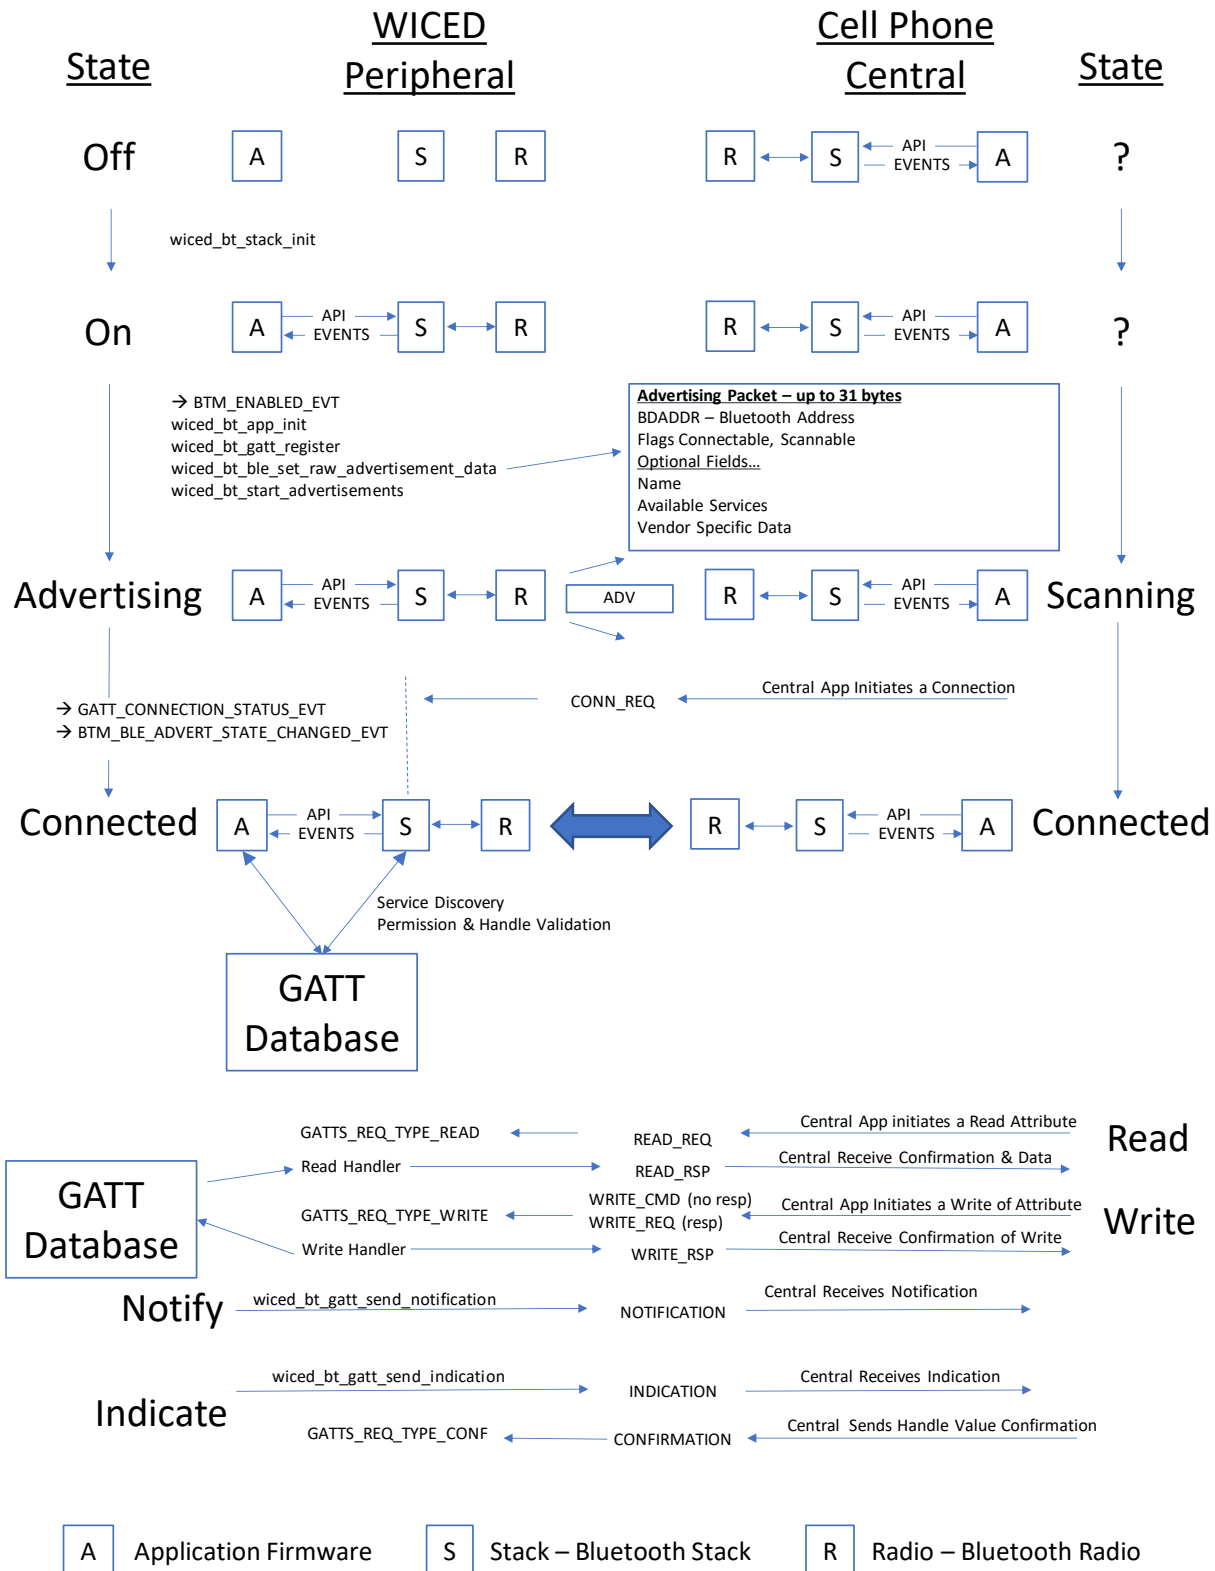 State
WICED
Peripheral
Cell Phone
Central
State
Off
A
S
R
R
S
API
EVENTS
A
?
wiced_bt_stack_init
On
A
API
EVENTS
S
R
R
S
API
EVENTS
A
?
→ BTM_ENABLED_EVT
wiced_bt_app_init
wiced_bt_gatt_register
wiced_bt_ble_set_raw_advertisement_data
wiced_bt_start_advertisements
Advertising Packet – up to 31 bytes
BDADDR – Bluetooth Address
Flags Connectable, Scannable
Optional Fields…
Name
Available Services
Vendor Specific Data
Advertising
A
API
EVENTS
S
R
ADV
R
S
API
EVENTS
A
Scanning
CONN_REQ
Central App Initiates a Connection
→ GATT_CONNECTION_STATUS_EVT
→ BTM_BLE_ADVERT_STATE_CHANGED_EVT
Connected
A
API
EVENTS
S
R
R
S
API
EVENTS
A
Connected
Service Discovery
Permission & Handle Validation
GATT
Database
GATTS_REQ_TYPE_READ
READ_REQ
Central App initiates a Read Attribute
Read
Read Handler
READ_RSP
Central Receive Confirmation & Data
GATT
Database
GATTS_REQ_TYPE_WRITE
WRITE_CMD (no resp)
WRITE_REQ (resp)
Central App Initiates a Write of Attribute
Write
Write Handler
WRITE_RSP
Central Receive Confirmation of Write
Notify
wiced_bt_gatt_send_notification
NOTIFICATION
Central Receives Notification
Indicate
wiced_bt_gatt_send_indication
INDICATION
Central Receives Indication
GATTS_REQ_TYPE_CONF
CONFIRMATION
Central Sends Handle Value Confirmation
A
Application Firmware
S
Stack – Bluetooth Stack
R
Radio – Bluetooth Radio